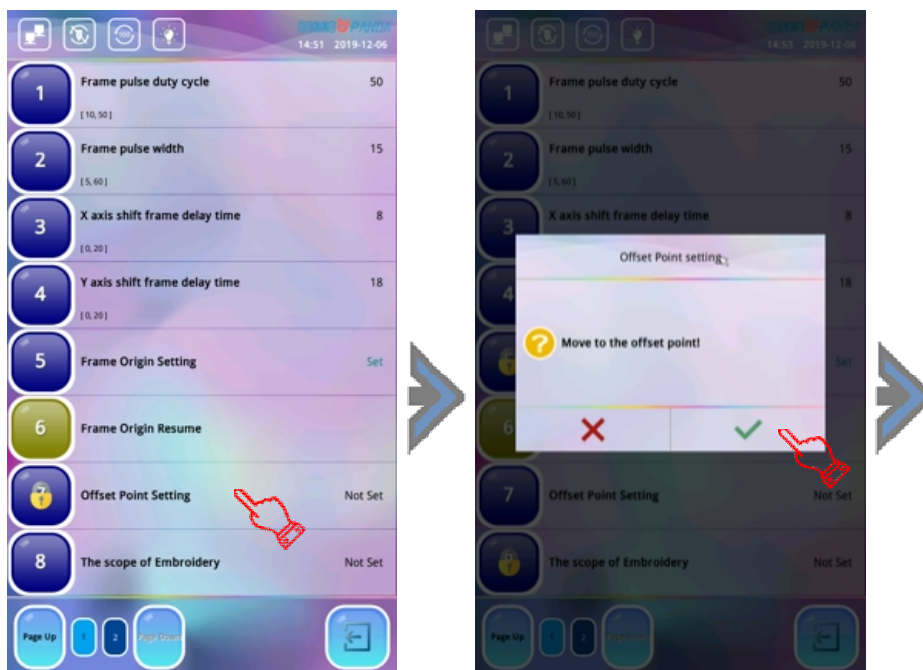 PANDA
14:51 2019-12-06
1
Frame pulse duty cycle
50
[ 10, 50 ]
2
Frame pulse width
15
[ 5, 60 ]
3
X axis shift frame delay time
8
[ 0, 20 ]
4
Y axis shift frame delay time
18
[ 0, 20 ]
5
Frame Origin Setting
Set
6
Frame Origin Resume
7
Offset Point Setting
Not Set
8
The scope of Embroidery
Not Set
Page Up
1
2
Page Down
PANDA
14:53 2019-12-06
1
Frame pulse duty cycle
50
[ 10, 50 ]
2
Frame pulse width
15
[ 5, 60 ]
3
X axis shift frame delay time
8
Offset Point setting
4
18
Move to the offset point!
Set
6
7
Offset Point Setting
Not Set
The scope of Embroidery
Not Set
Page Up
1
2
Page Down